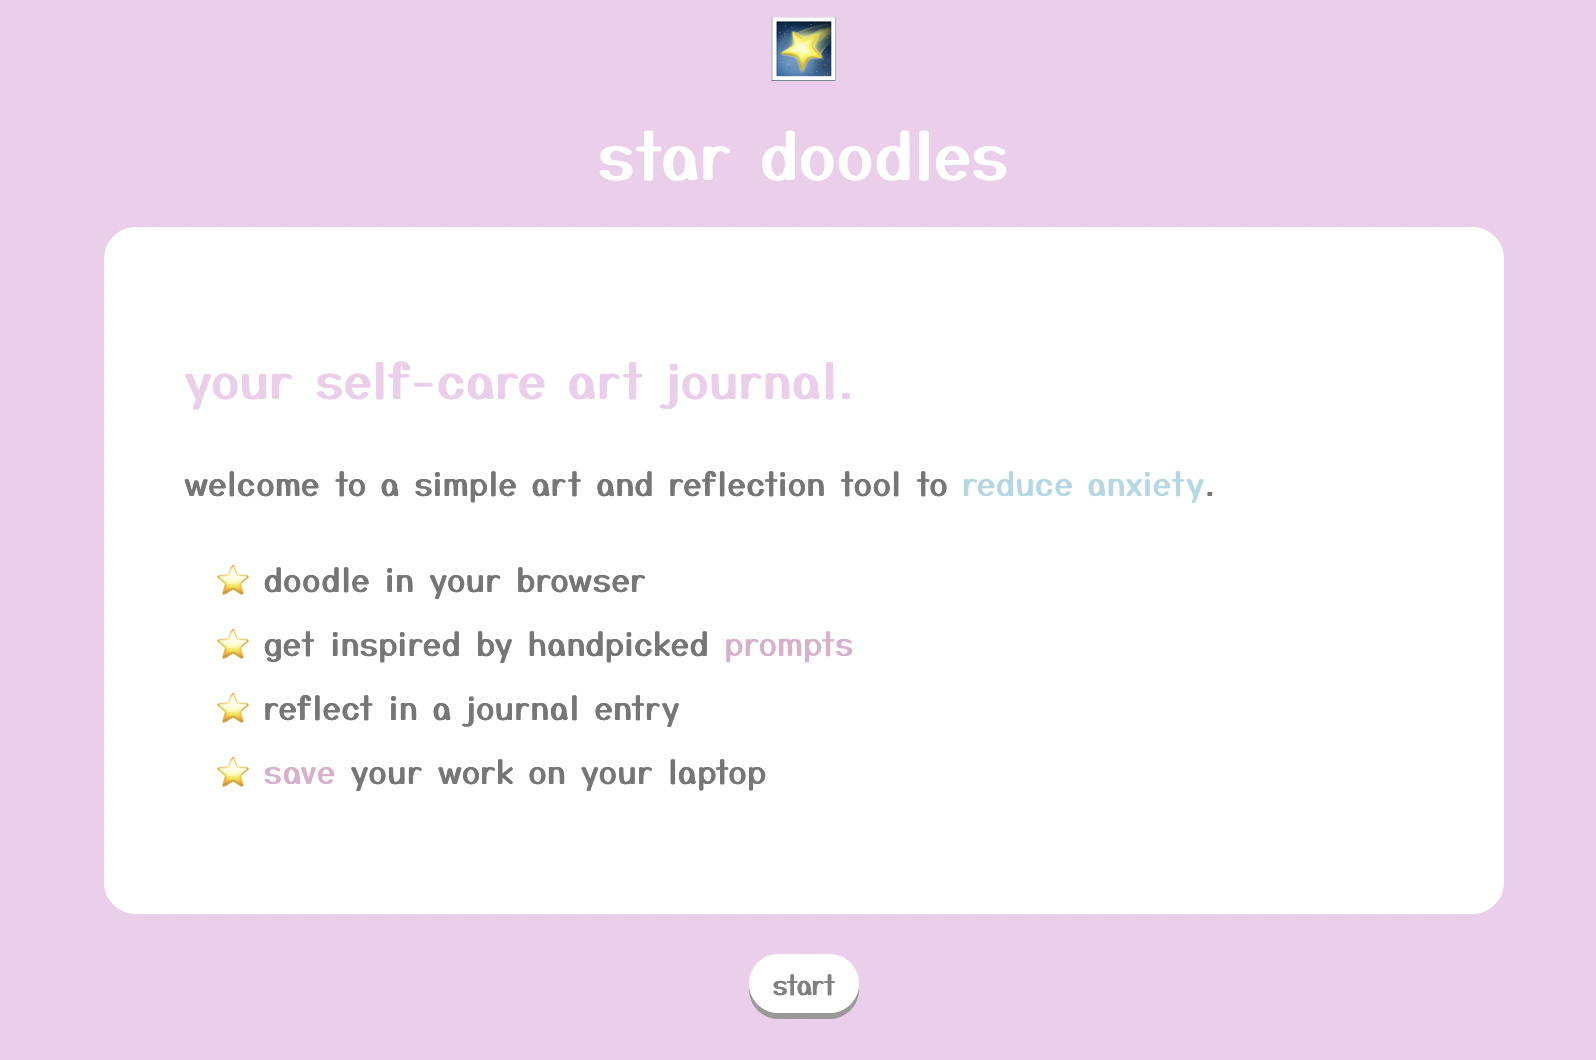 star doodles
your self-care art journal.
welcome to a simple art and reflection tool to reduce anxiety.
doodle in your browser
get inspired by handpicked prompts
reflect in a journal entry
save your work on your laptop
start